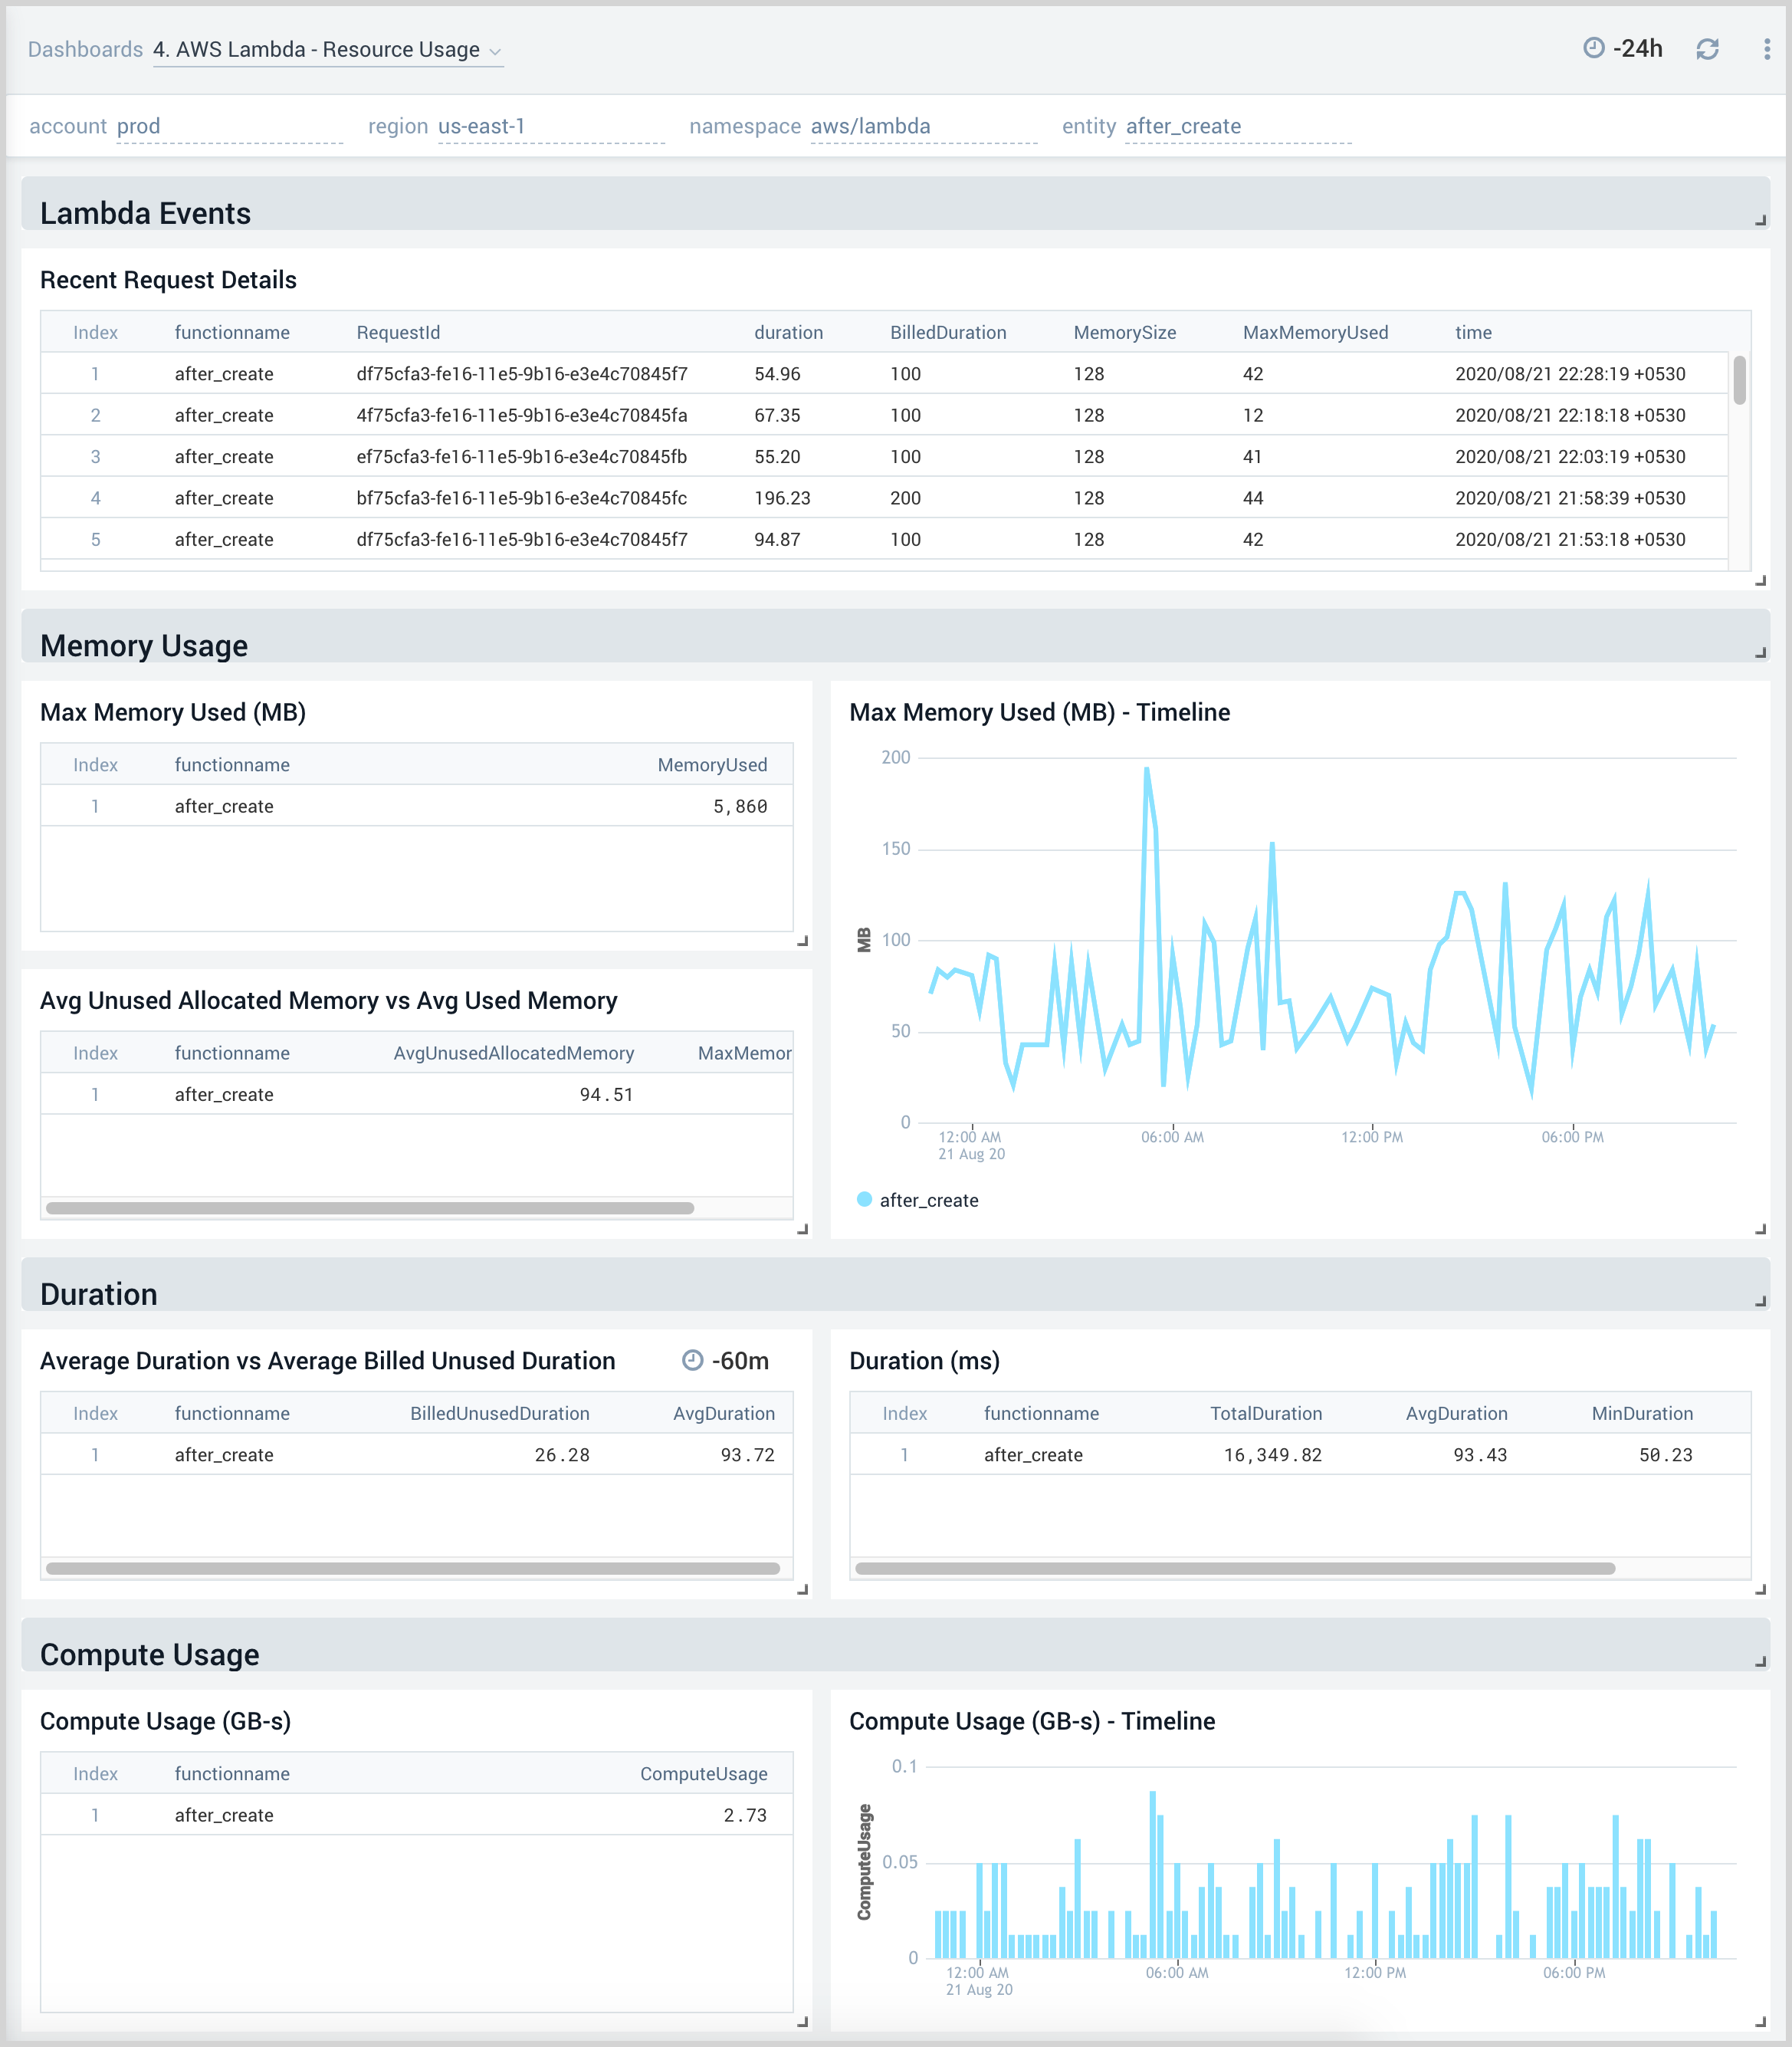 Dashboards 4. AWS Lambda - Resource Usage -24h
account prod region us-east-1 namespace aws/lambda entity after_create
Lambda Events
Recent Request Details
Index functionname RequestId duration BilledDuration MemorySize MaxMemoryUsed time
1 after_create df75cfa3-fe16-11e5-9b16-e3e4c70845f7 54.96 100 128 42 2020/08/21 22:28:19 +0530
2 after_create 4f75cfa3-fe16-11e5-9b16-e3e4c70845fa 67.35 100 128 12 2020/08/21 22:18:18 +0530
3 after_create ef75cfa3-fe16-11e5-9b16-e3e4c70845fb 55.20 100 128 41 2020/08/21 22:03:19 +0530
4 after_create bf75cfa3-fe16-11e5-9b16-e3e4c70845fc 196.23 200 128 44 2020/08/21 21:58:39 +0530
5 after_create df75cfa3-fe16-11e5-9b16-e3e4c70845f7 94.87 100 128 42 2020/08/21 21:53:18 +0530
Memory Usage
Max Memory Used (MB)
Index functionname MemoryUsed
1 after_create 5,860
Avg Unused Allocated Memory vs Avg Used Memory
Index functionname AvgUnusedAllocatedMemory MaxMemor
1 after_create 94.51
Max Memory Used (MB) - Timeline
MB
200
150
100
50
0
12:00 AM 06:00 AM 12:00 PM 06:00 PM
21 Aug 20
after_create
Duration
Average Duration vs Average Billed Unused Duration -60m
Index functionname BilledUnusedDuration AvgDuration
1 after_create 26.28 93.72
Duration (ms)
Index functionname TotalDuration AvgDuration MinDuration
1 after_create 16,349.82 93.43 50.23
Compute Usage
Compute Usage (GB-s)
Index functionname ComputeUsage
1 after_create 2.73
Compute Usage (GB-s) - Timeline
ComputeUsage
0.1
0.05
0
12:00 AM 06:00 AM 12:00 PM 06:00 PM
21 Aug 20